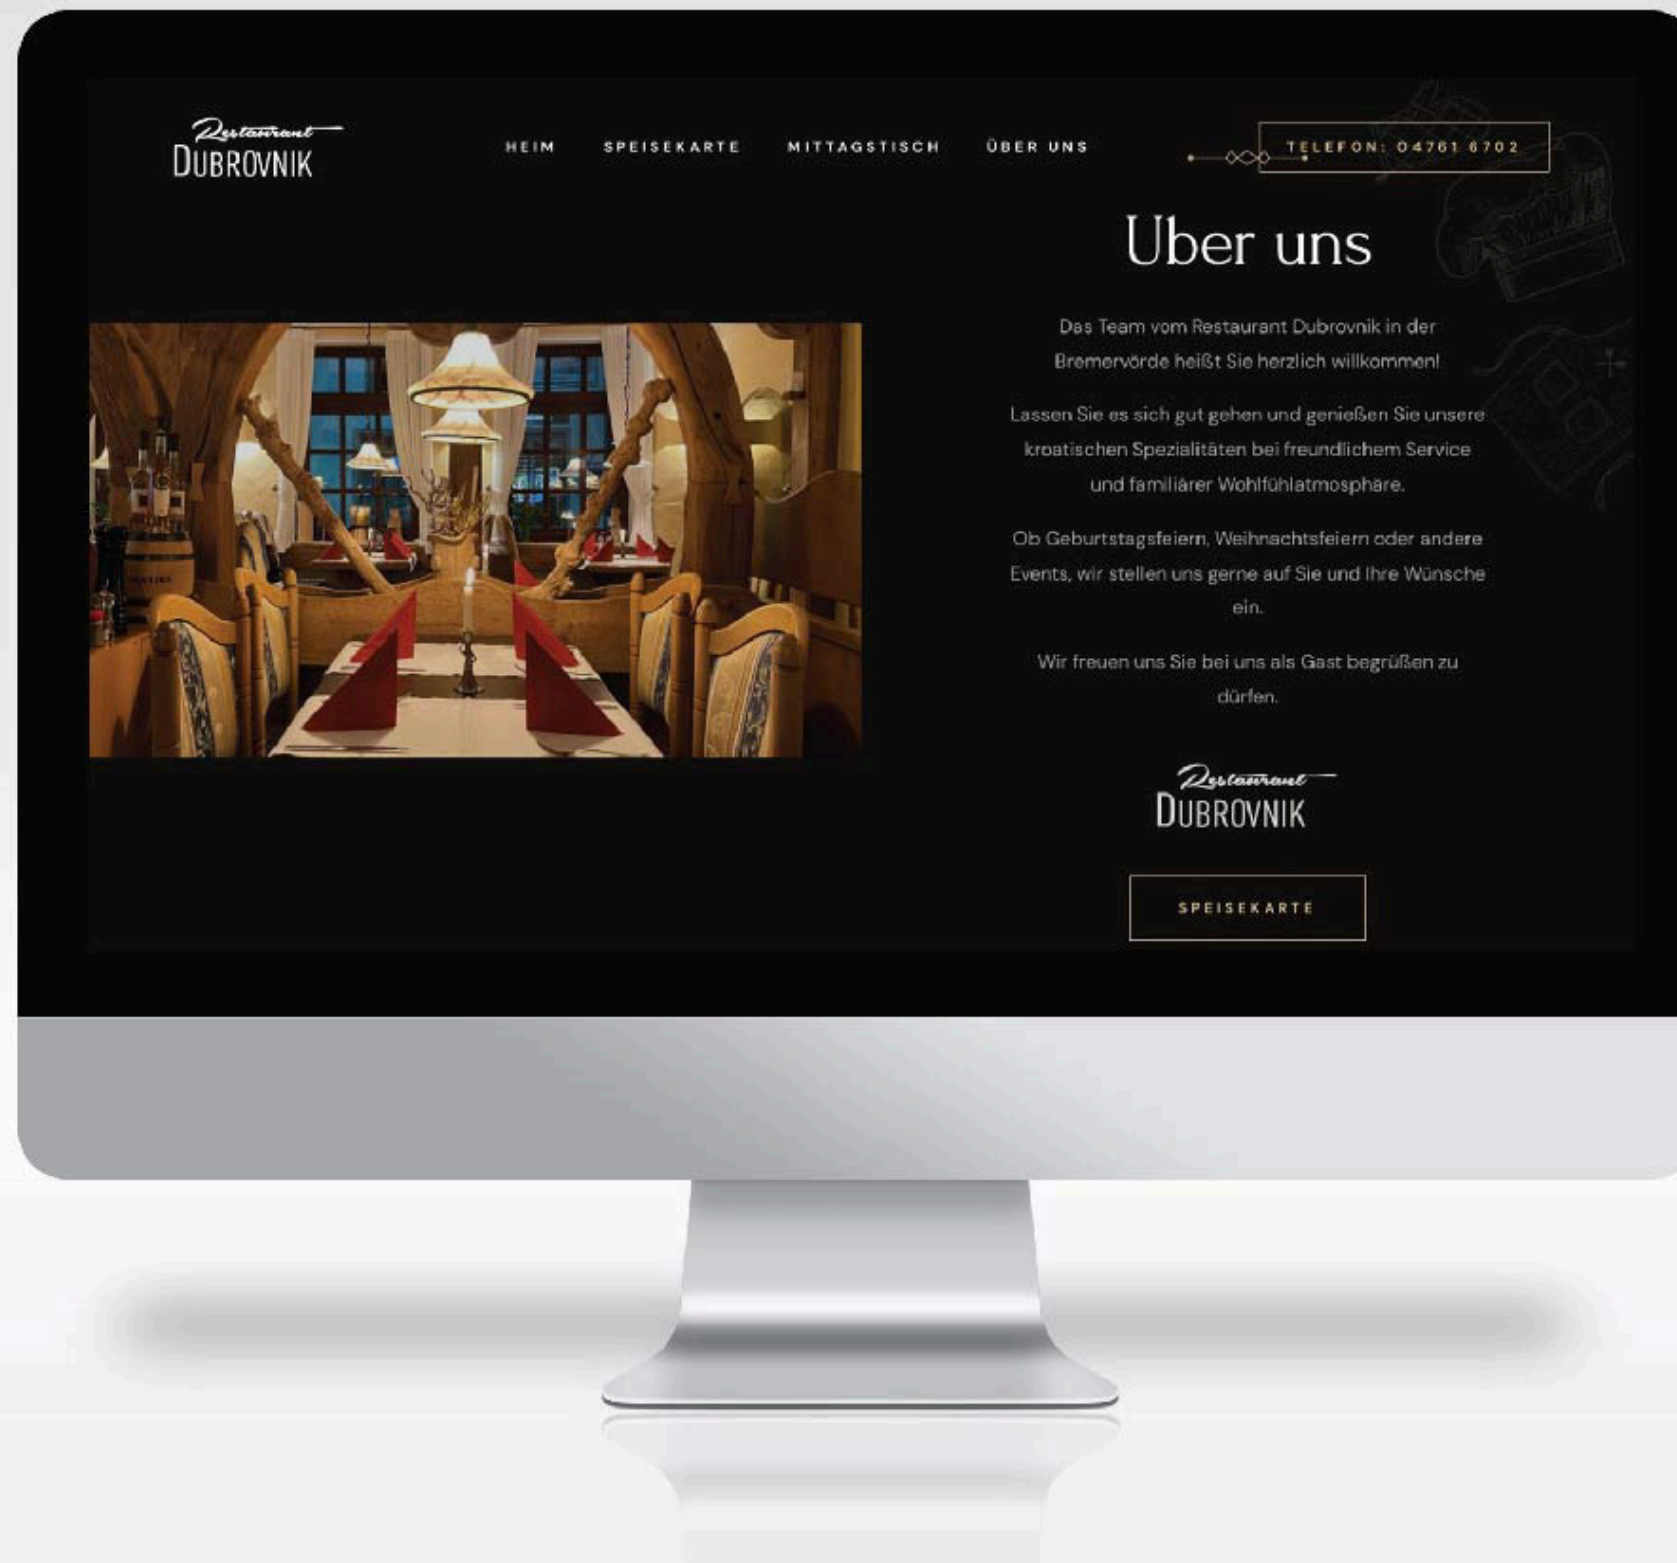 Restaurant
DUBROVNIK
HEIM
SPEISEKARTE
MITTAGSTISCH
ÜBER UNS
TELEFON: 04761 6702
Uber uns
Das Team vom Restaurant Dubrovnik in der
Bremervörde heißt Sie herzlich willkommen!
Lassen Sie es sich gut gehen und genießen Sie unsere
kroatischen Spezialitäten bei freundlichem Service
und familiärer Wohlfühlatmosphäre.
Ob Geburtstagsfeiern, Weihnachtsfeiern oder andere
Events, wir stellen uns gerne auf Sie und Ihre Wünsche
ein.
Wir freuen uns Sie bei uns als Gast begrüßen zu
dürfen.
Restaurant
DUBROVNIK
SPEISEKARTE